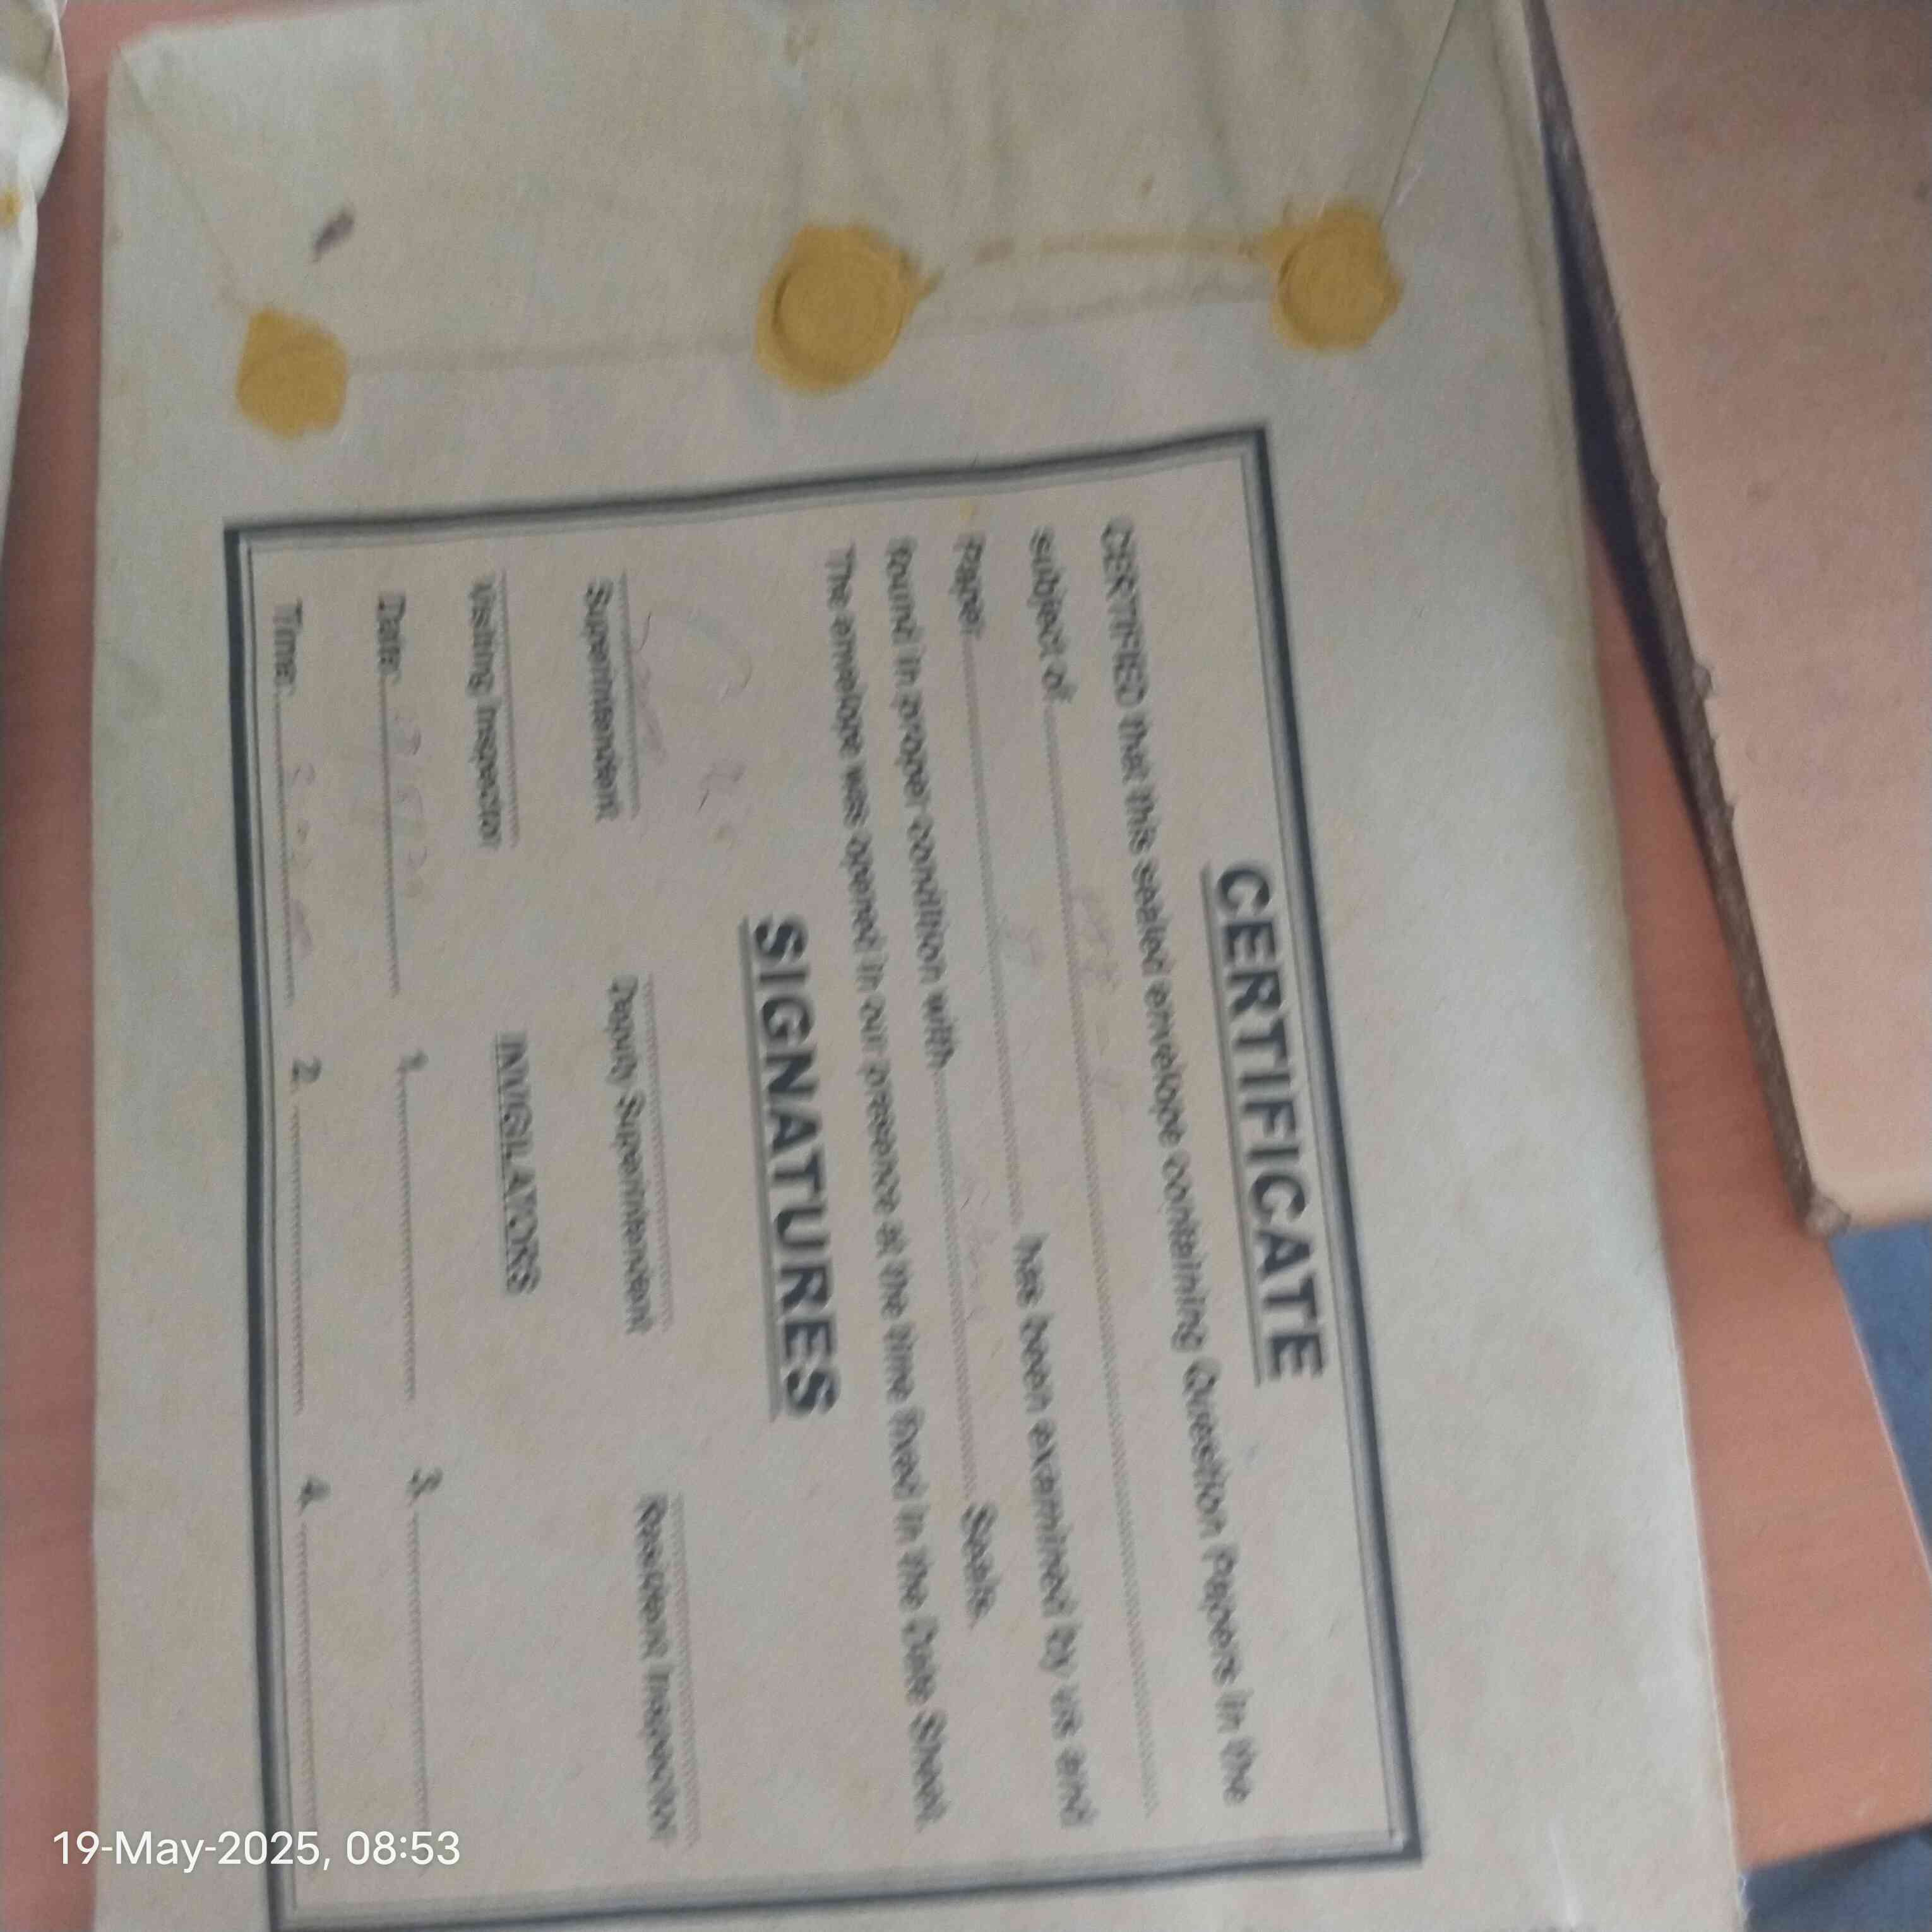 CERTIFICATE
CERTIFIED that this sealed envelope containing Question Papers in the
subject of
Paper has been examined by us and
found in proper condition with Seals.
The envelope was opened in our presence at the time fixed in the Date Sheet.
SIGNATURES
Superintendent Deputy Superintendent Resident Inspector
Visiting Inspector INVIGILATORS
Date: 1. 3.
Time: 2. 4.
19-May-2025, 08:53